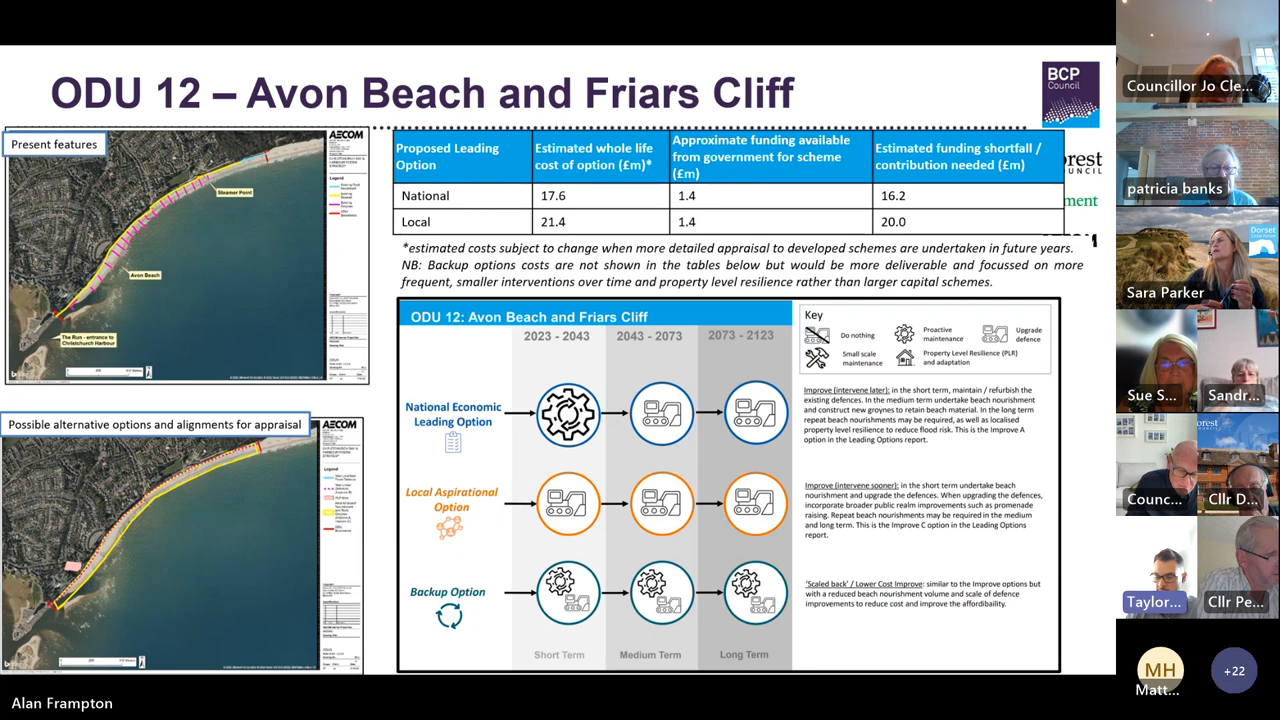 ODU 12 – Avon Beach and Friars Cliff
BCP
Council
Present features
AECOM
Legend
Steamer Point
Avon Beach
The Run - entrance to
Christchurch Harbour
Proposed Leading
Option
Estimated whole life
cost of option (£m)*
Approximate funding available
from government for scheme
(£m)
Estimated funding shortfall /
contribution needed (£m)
National
17.6
1.4
16.2
Local
21.4
1.4
20.0
*estimated costs subject to change when more detailed appraisal to developed schemes are undertaken in future years.
NB: Backup options costs are not shown in the tables below but would be more deliverable and focussed on more
frequent, smaller interventions over time and property level resilience rather than larger capital schemes.
Possible alternative options and alignments for appraisal
AECOM
Legend
ODU 12: Avon Beach and Friars Cliff
2023 - 2043
2043 - 2073
2073 - 2123
National Economic
Leading Option
Local Aspirational
Option
Backup Option
Short Term
Medium Term
Long Term
Key
Do nothing
Proactive
maintenance
Upgrade
defence
Small scale
maintenance
Property Level Resilience (PLR)
and adaptation
Improve (intervene later): in the short term, maintain / refurbish the
existing defences. In the medium term undertake beach nourishment
and construct new groynes to retain beach material. In the long term
repeat beach nourishments may be required, as well as localised
property level resilience to reduce flood risk. This is the Improve A
option in the Leading Options report.
Improve (intervene sooner): in the short term undertake beach
nourishment and upgrade the defences. When upgrading the defences,
incorporate broader public realm improvements such as promenade
raising. Repeat beach nourishments may be required in the medium
and long term. This is the Improve C option in the Leading Options
report.
'Scaled back' / Lower Cost Improve: similar to the Improve options but
with a reduced beach nourishment volume and scale of defence
improvements to reduce cost and improve the affordability.
Councillor Jo Cle...
patricia banks
Dorset
Sara Parker
Sue S...
Sandr...
Counc...
Cllr D...
Taylor...
Cllr Pe...
MH
Matt...
+22
Alan Frampton